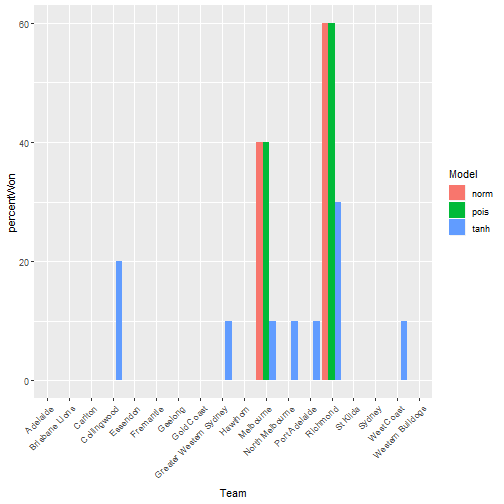 60
40
20
0
percentWon
Adelaide
Brisbane Lions
Carlton
Collingwood
Essendon
Fremantle
Geelong
Gold Coast
Greater Western Sydney
Hawthorn
Melbourne
North Melbourne
Port Adelaide
Richmond
St Kilda
Sydney
West Coast
Western Bulldogs
Team
Model
norm
pois
tanh